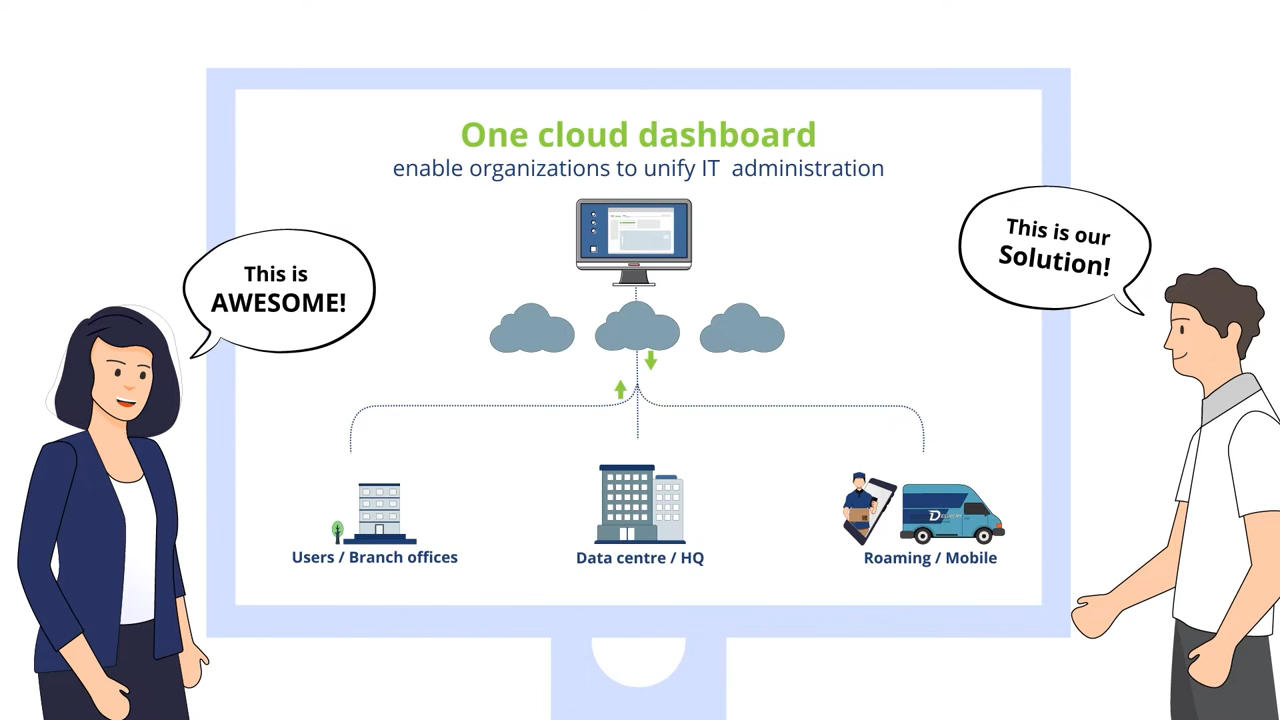 One cloud dashboard
enable organizations to unify IT administration
This is
AWESOME!
This is our
Solution!
Users / Branch offices
Data centre / HQ
Roaming / Mobile